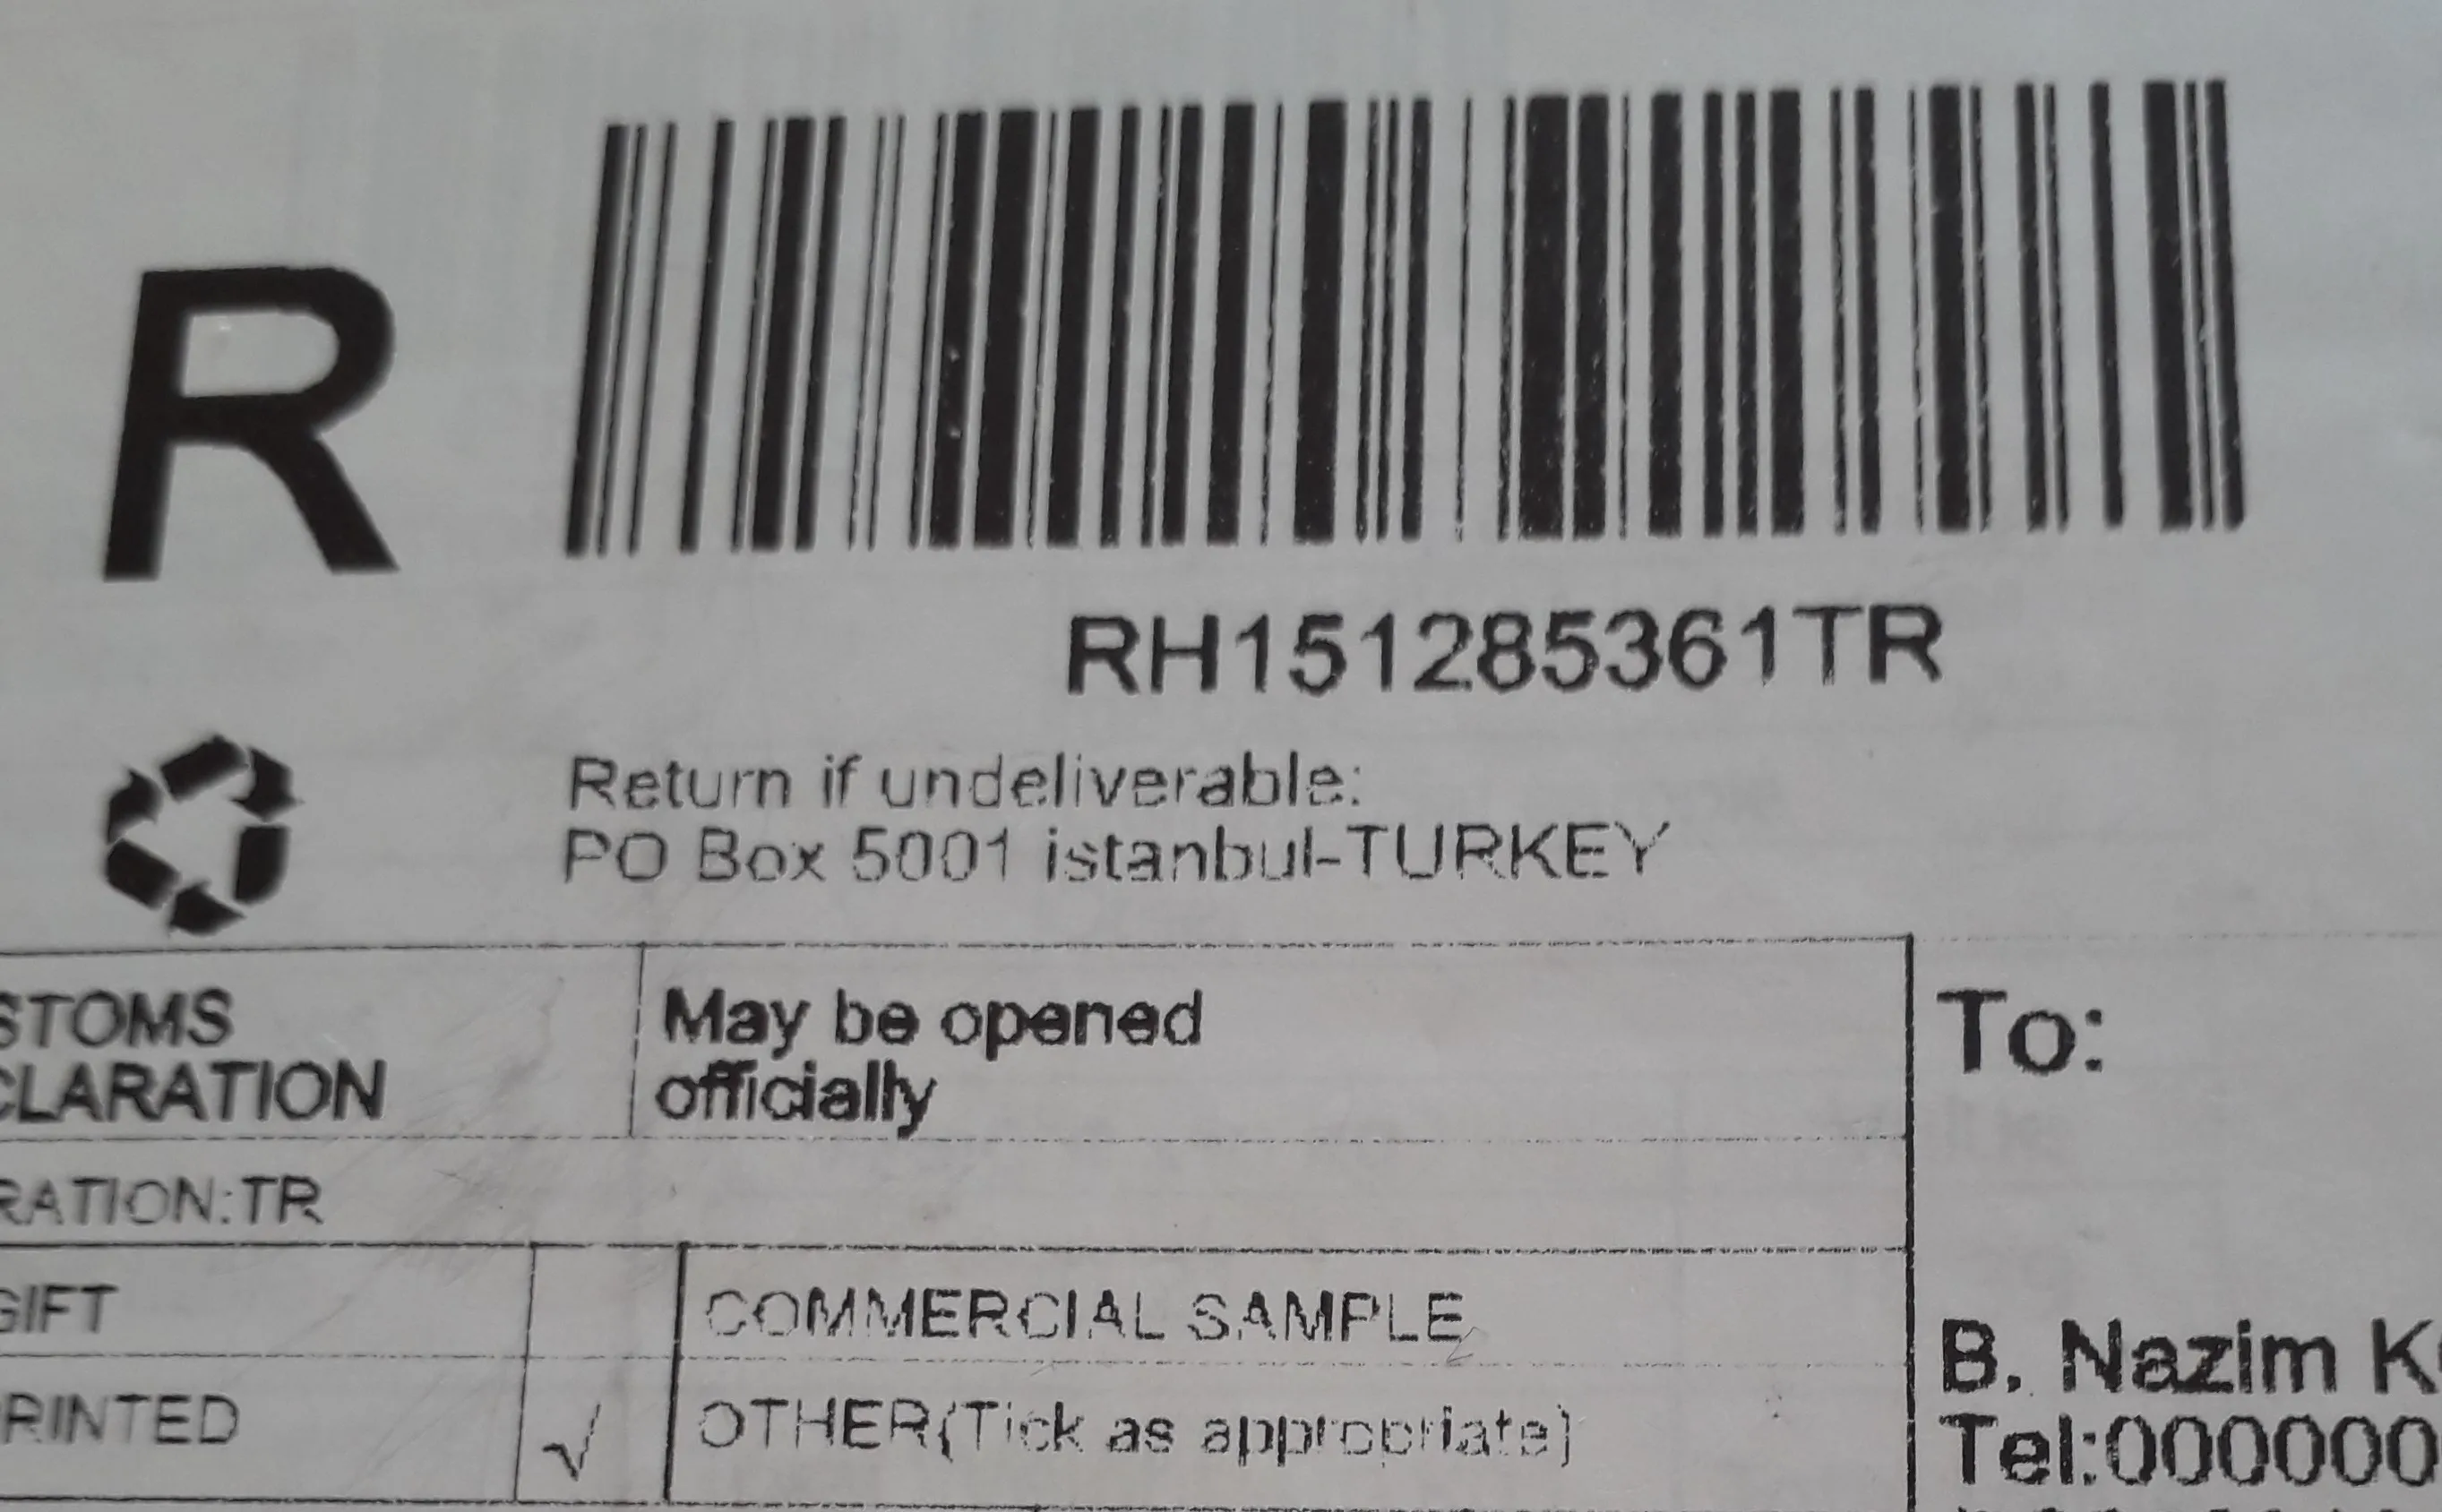 R
RH151285361TR
Return if undeliverable:
PO Box 5001 istanbul-TURKEY
STOMS
CLARATION
May be opened
officially
To:
RATION:TR
GIFT
COMMERCIAL SAMPLE
B. Nazim
RINTED
√
OTHER(Tick as appropriate)
Tel:000000